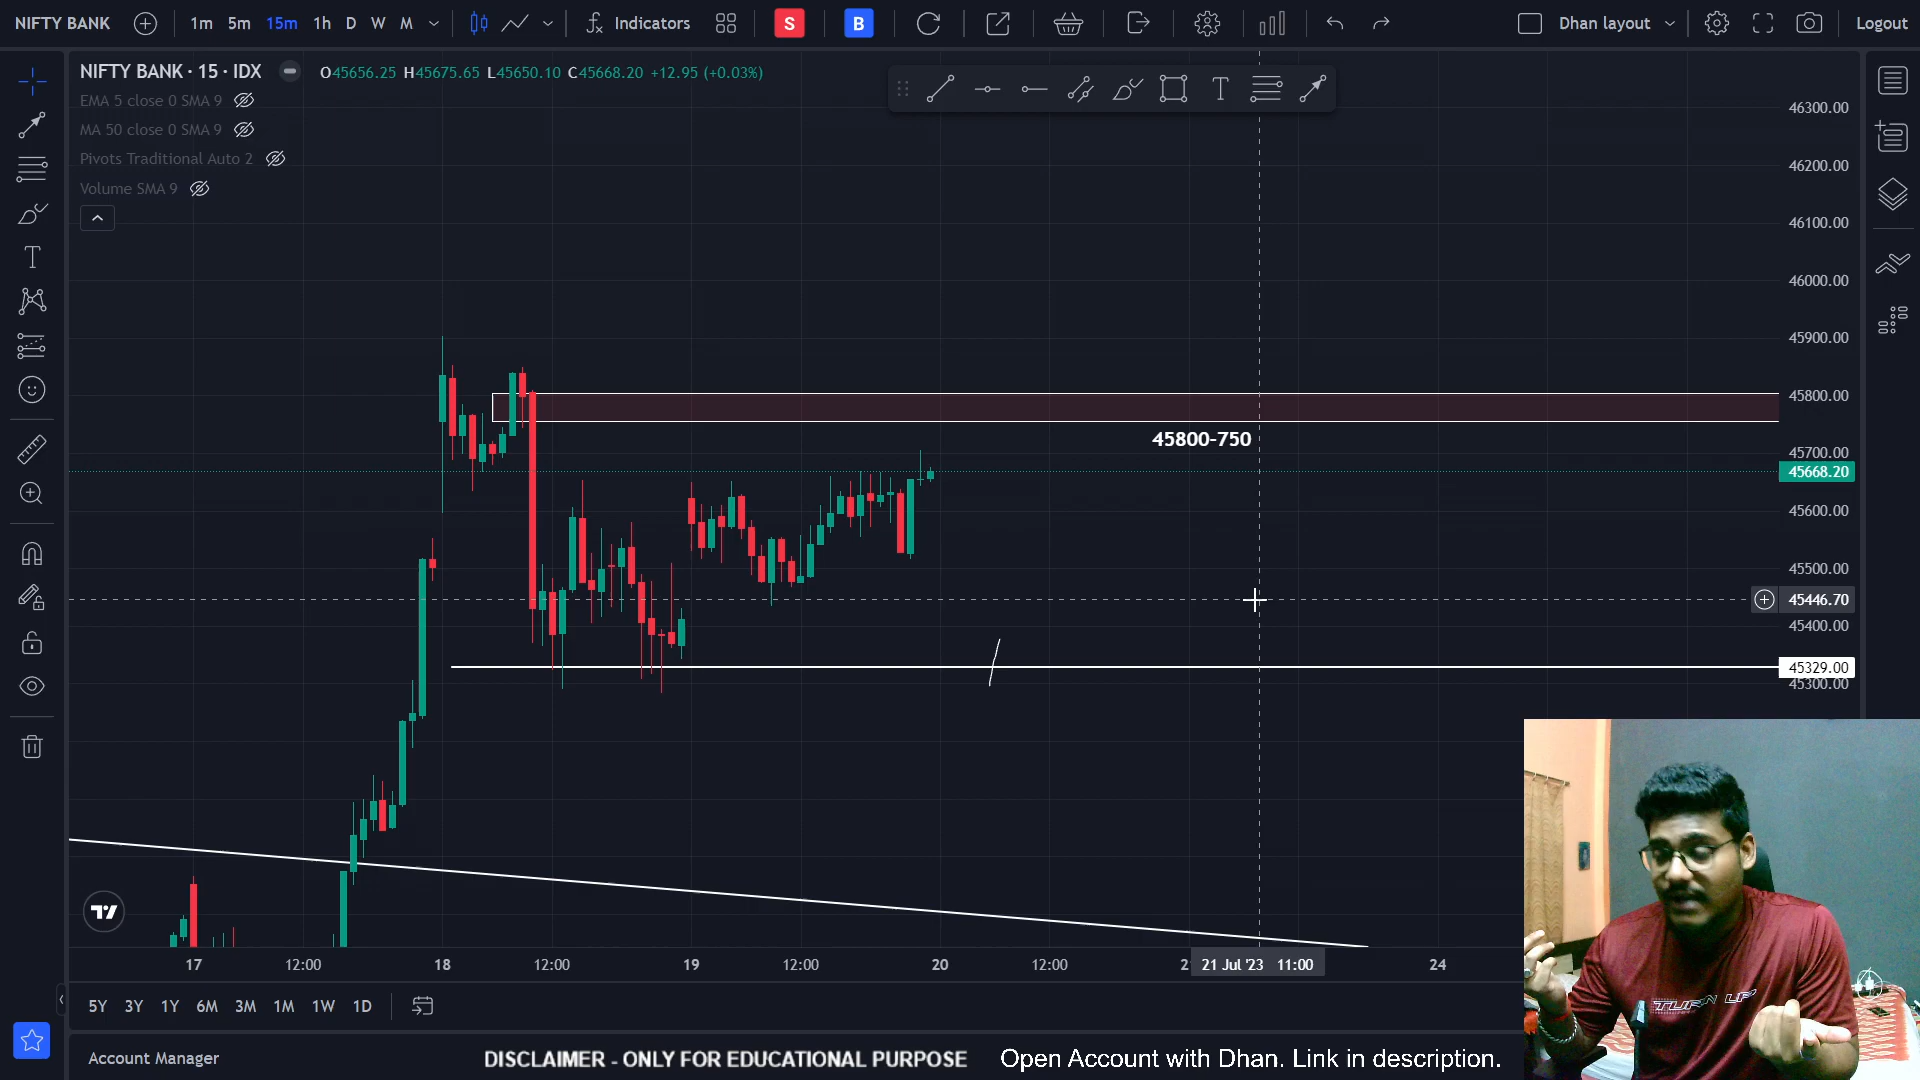 NIFTY BANK
1m 5m 15m 1h D W M
Indicators
S
B
Dhan layout
Logout
NIFTY BANK · 15 · IDX
O45656.25 H45675.65 L45650.10 C45668.20 +12.95 (+0.03%)
EMA 5 close 0 SMA 9
MA 50 close 0 SMA 9
Pivots Traditional Auto 2
Volume SMA 9
T
T
46300.00
46200.00
46100.00
46000.00
45900.00
45800.00
45800-750
45700.00
45668.20
45600.00
45500.00
45446.70
45400.00
45329.00
45300.00
17 12:00 18 12:00 19 12:00 20 12:00 2 21 Jul '23 11:00 24
5Y 3Y 1Y 6M 3M 1M 1W 1D
Account Manager
DISCLAIMER - ONLY FOR EDUCATIONAL PURPOSE
Open Account with Dhan. Link in description.
TURN UP